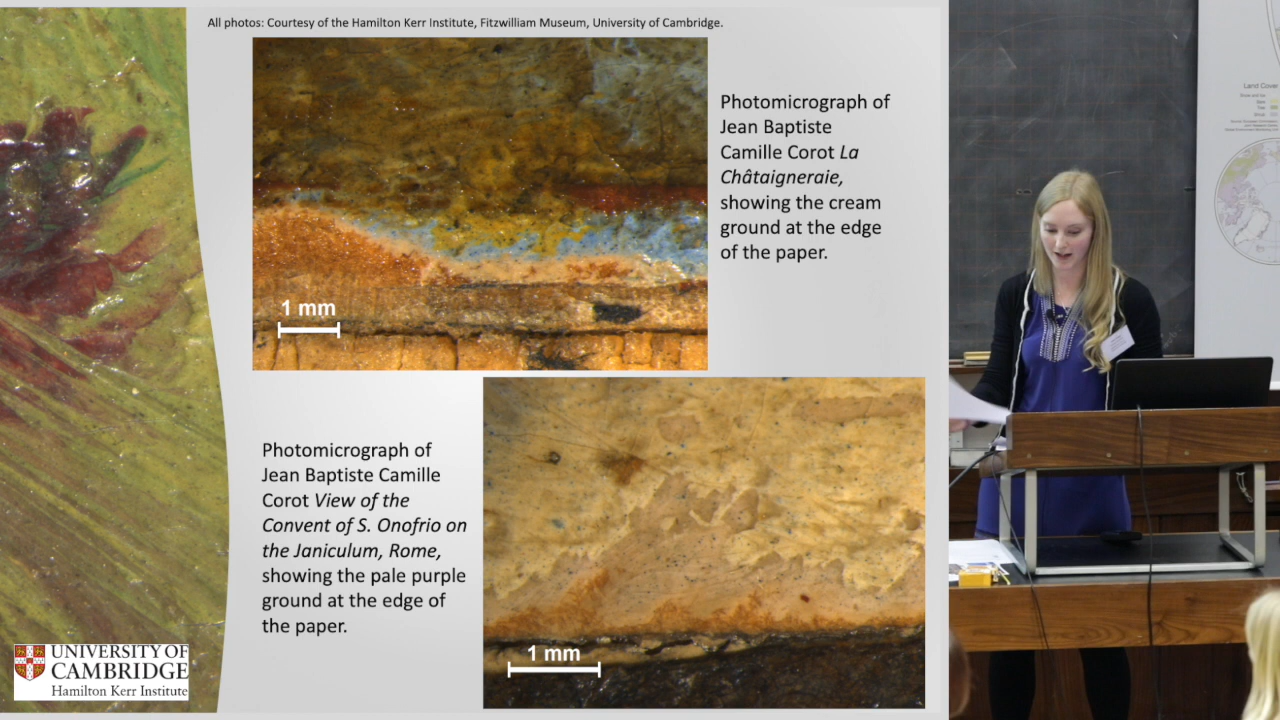 All photos: Courtesy of the Hamilton Kerr Institute, Fitzwilliam Museum, University of Cambridge.
Photomicrograph of
Jean Baptiste
Camille Corot La
Châtaigneraie,
showing the cream
ground at the edge
of the paper.
1 mm
Photomicrograph of
Jean Baptiste Camille
Corot View of the
Convent of S. Onofrio on
the Janiculum, Rome,
showing the pale purple
ground at the edge of
the paper.
1 mm
UNIVERSITY OF
CAMBRIDGE
Hamilton Kerr Institute
Land Cover